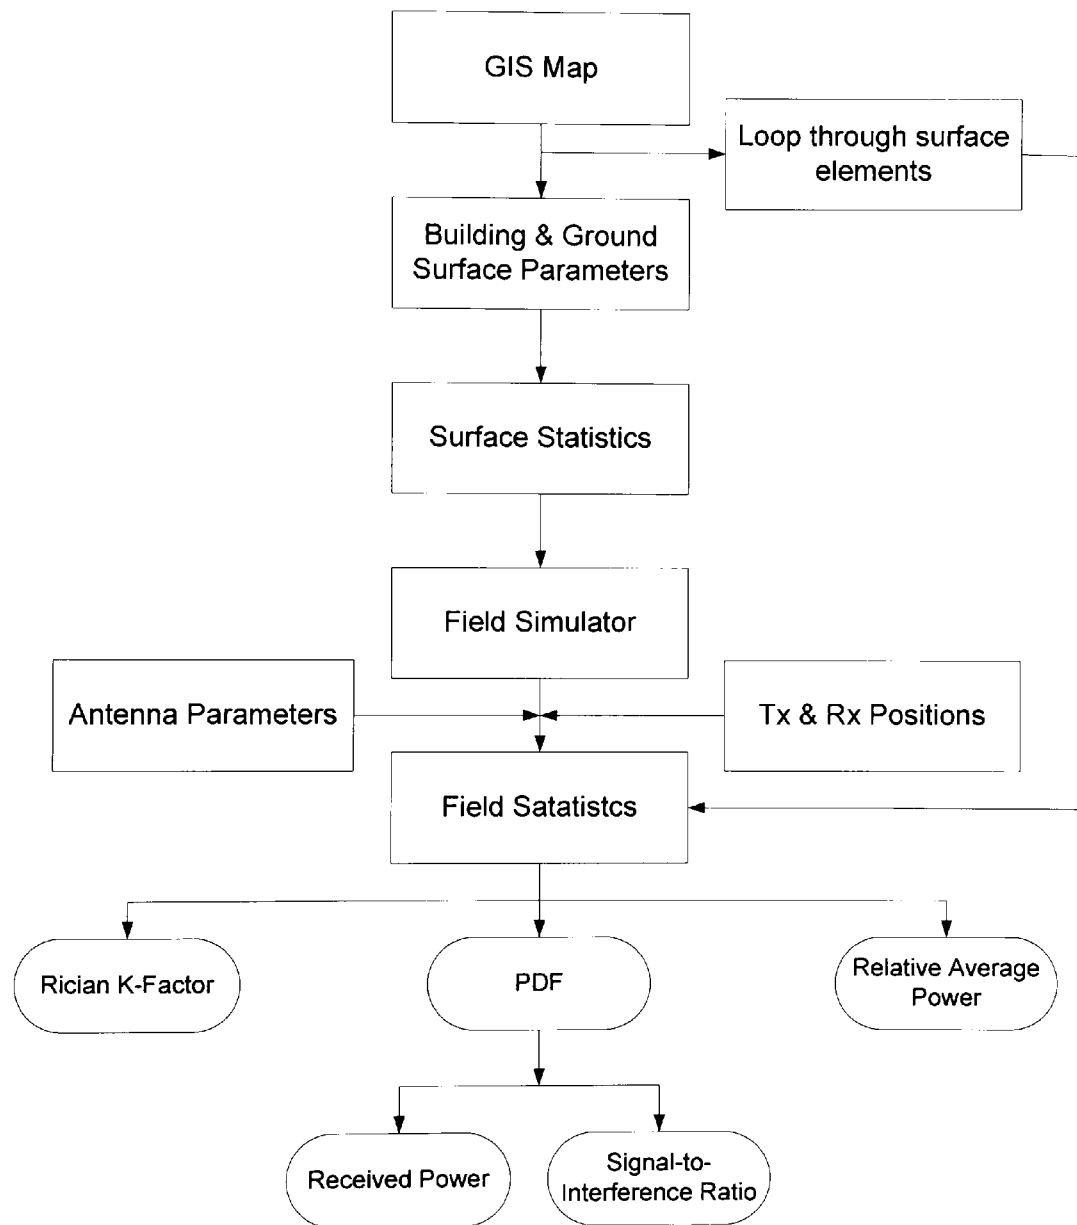 GIS Map
Loop through surface
elements
Building & Ground
Surface Parameters
Surface Statistics
Field Simulator
Antenna Parameters
Tx & Rx Positions
Field Satatistcs
Rician K-Factor
PDF
Relative Average
Power
Received Power
Signal-to-
Interference Ratio